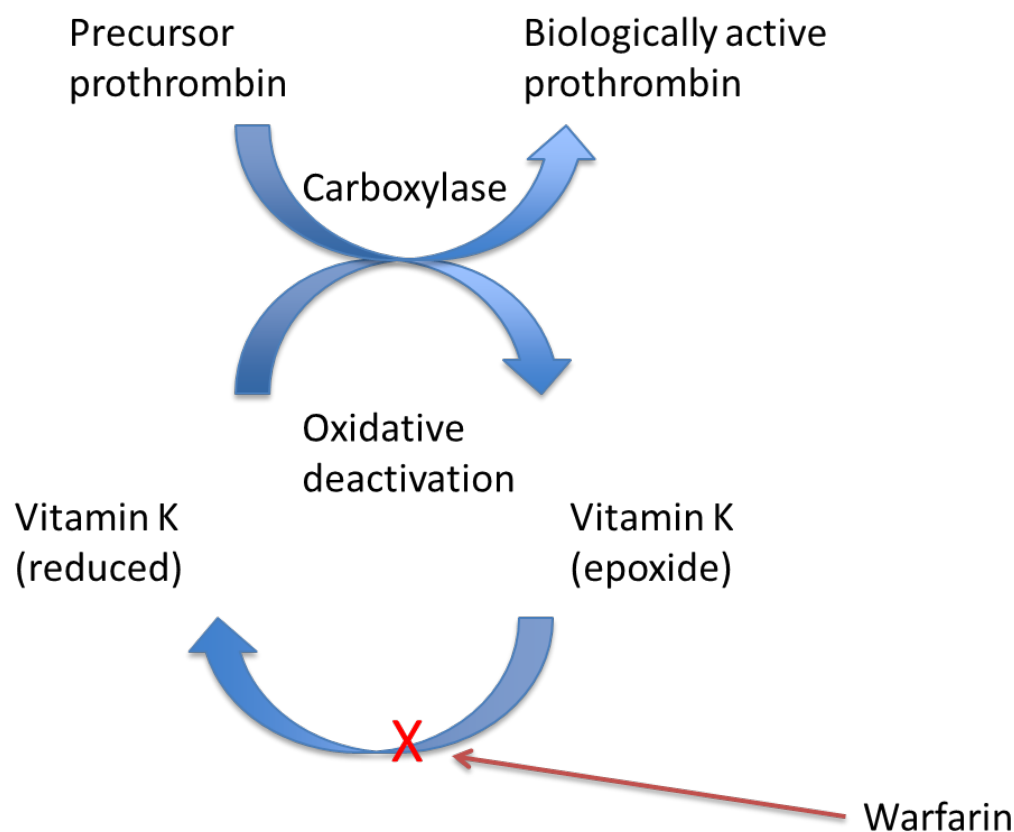 Precursor
prothrombin
Biologically active
prothrombin
Carboxylase
Oxidative
deactivation
Vitamin K
(reduced)
Vitamin K
(epoxide)
X
Warfarin